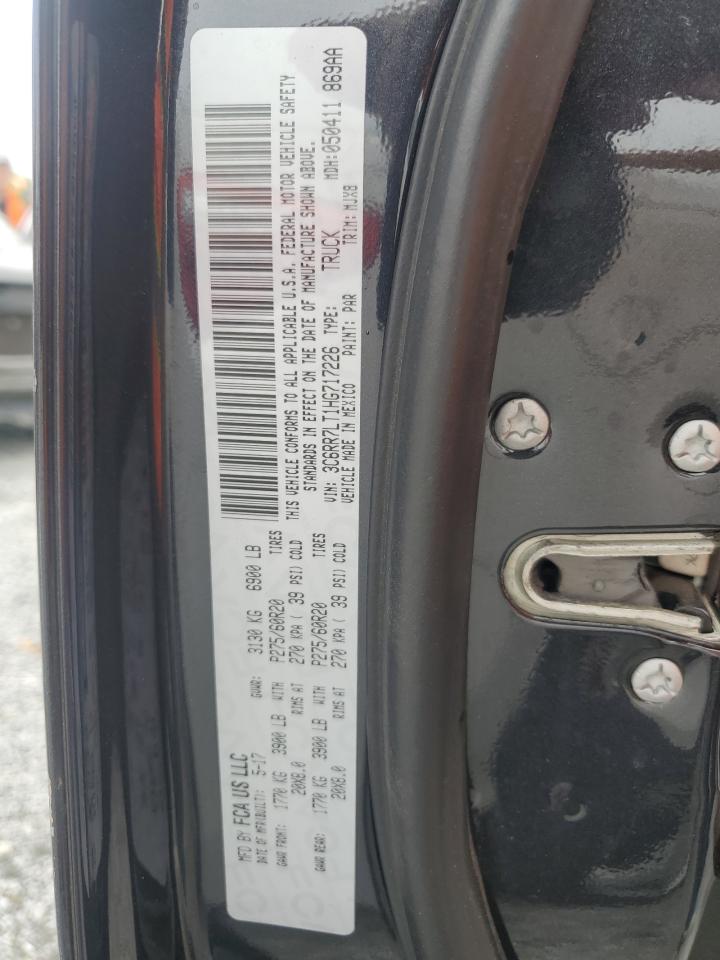 MFD BY FCA US LLC
DATE OF MFR(BUILT): 5-17 GVWR: 3130 KG 6900 LB
GAWR FRONT: 1770 KG 3900 LB WITH P275/60R20 TIRES
20X8.0 RIMS AT 270 KPA ( 39 PSI) COLD
GAWR REAR: 1770 KG 3900 LB WITH P275/60R20 TIRES
20X8.0 RIMS AT 270 KPA ( 39 PSI) COLD
THIS VEHICLE CONFORMS TO ALL APPLICABLE U.S.A. FEDERAL MOTOR VEHICLE SAFETY
STANDARDS IN EFFECT ON THE DATE OF MANUFACTURE SHOWN ABOVE.
VIN: 3C6RR7LT1HG717226 TYPE: TRUCK MDH:050411 869AA
VEHICLE MADE IN MEXICO PAINT: PAR TRIM: MJX8